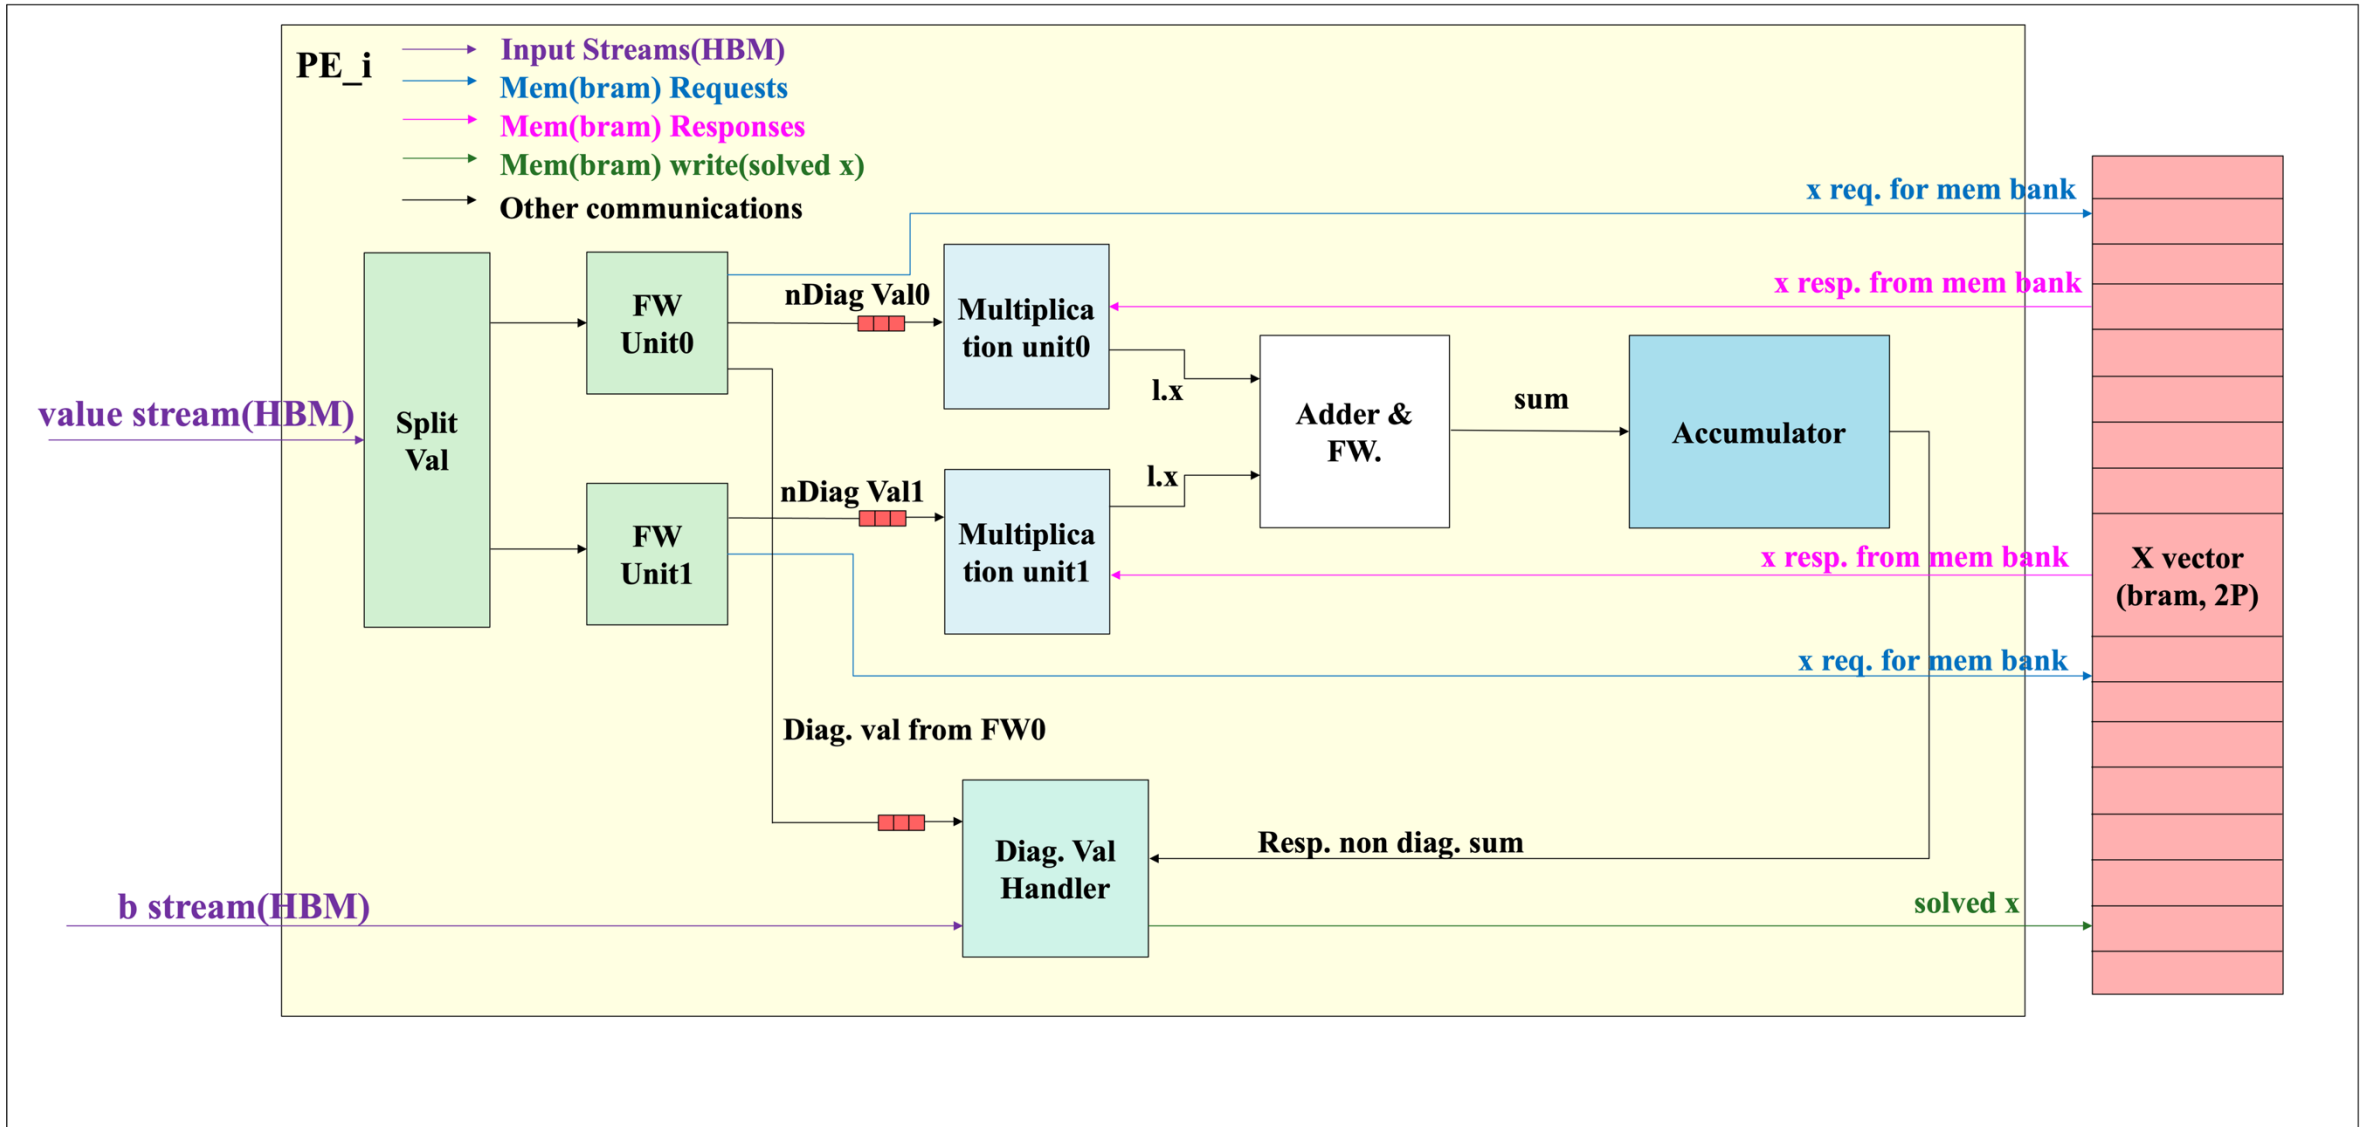 PE_i
Input Streams(HBM)
Mem(bram) Requests
Mem(bram) Responses
Mem(bram) write(solved x)
Other communications
x req. for mem bank
x resp. from mem bank
nDiag Val0
FW
Unit0
Multiplica
tion unit0
l.x
value stream(HBM)
Split
Val
Adder &
FW.
sum
Accumulator
nDiag Val1
FW
Unit1
Multiplica
tion unit1
l.x
x resp. from mem bank
X vector
(bram, 2P)
x req. for mem bank
Diag. val from FW0
Diag. Val
Handler
Resp. non diag. sum
b stream(HBM)
solved x